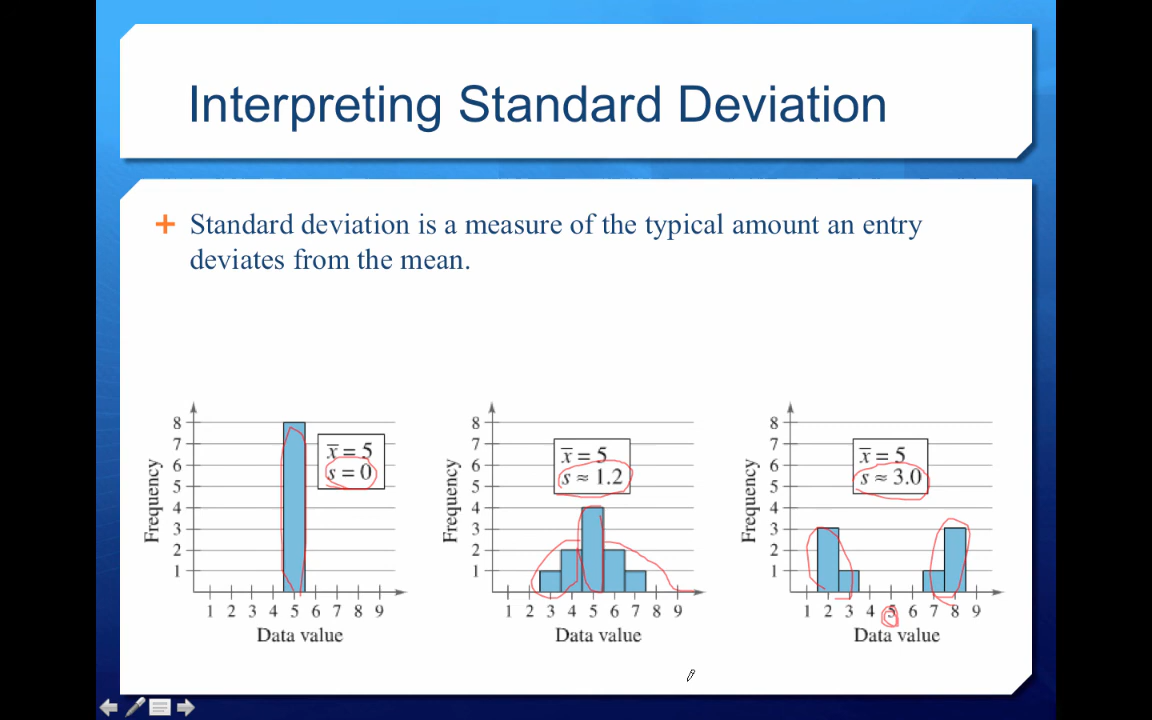 Interpreting Standard Deviation
+ Standard deviation is a measure of the typical amount an entry
deviates from the mean.
8
7
6
5
4
3
2
1
Frequency
x̅ = 5
s = 0
1 2 3 4 5 6 7 8 9
Data value
8
7
6
5
4
3
2
1
Frequency
x̅ = 5
s ≈ 1.2
1 2 3 4 5 6 7 8 9
Data value
8
7
6
5
4
3
2
1
Frequency
x̅ = 5
s ≈ 3.0
1 2 3 4 5 6 7 8 9
Data value